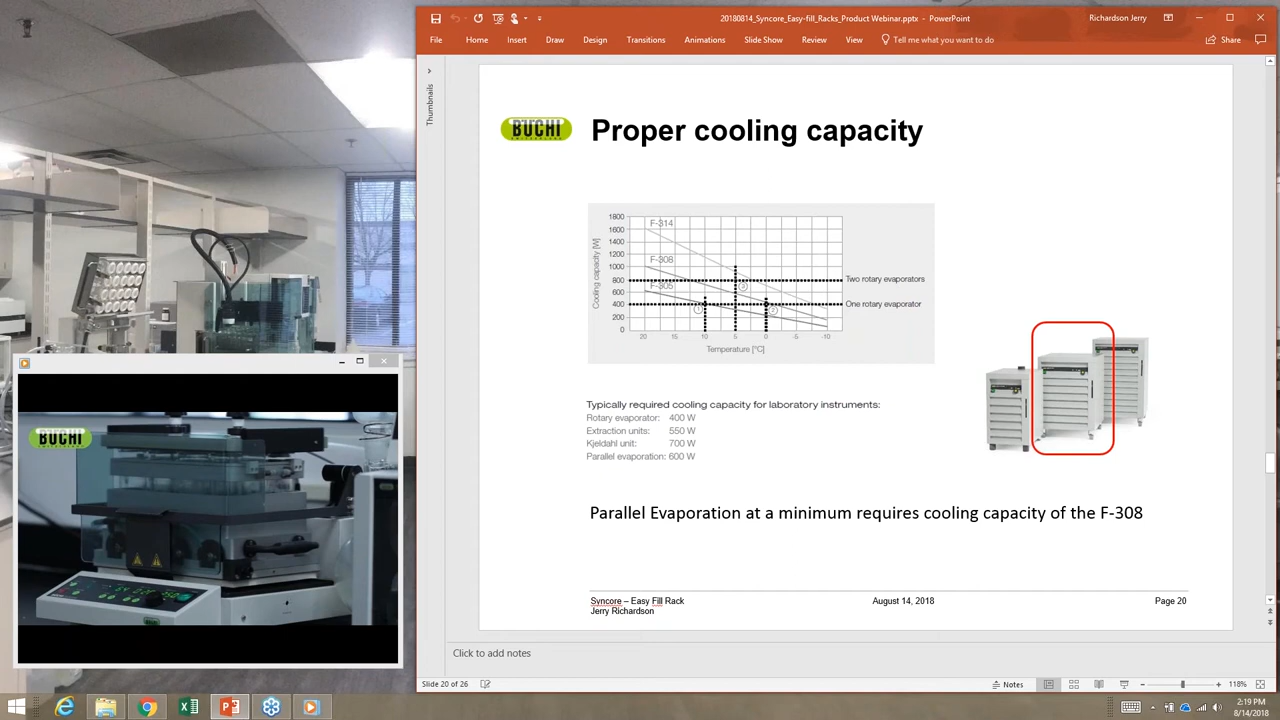 20180814_Syncore_Easy-fill_Racks_Product Webinar.pptx - PowerPoint
Richardson Jerry
File Home Insert Draw Design Transitions Animations Slide Show Review View Tell me what you want to do Share
Thumbnails
BUCHI
SWITZERLAND
Proper cooling capacity
Cooling capacity [W]
1800
1600
1400
1200
1000
800
600
400
200
0
F-314
F-308
F-305
1
2
3
Two rotary evaporators
One rotary evaporator
20 15 10 5 0 -5 -10
Temperature [°C]
Typically required cooling capacity for laboratory instruments:
Rotary evaporator: 400 W
Extraction units: 550 W
Kjeldahl unit: 700 W
Parallel evaporation: 600 W
Parallel Evaporation at a minimum requires cooling capacity of the F-308
Syncore – Easy Fill Rack
Jerry Richardson
August 14, 2018
Page 20
Click to add notes
Slide 20 of 26
Notes
118%
BUCHI
SWITZERLAND
2:19 PM
8/14/2018